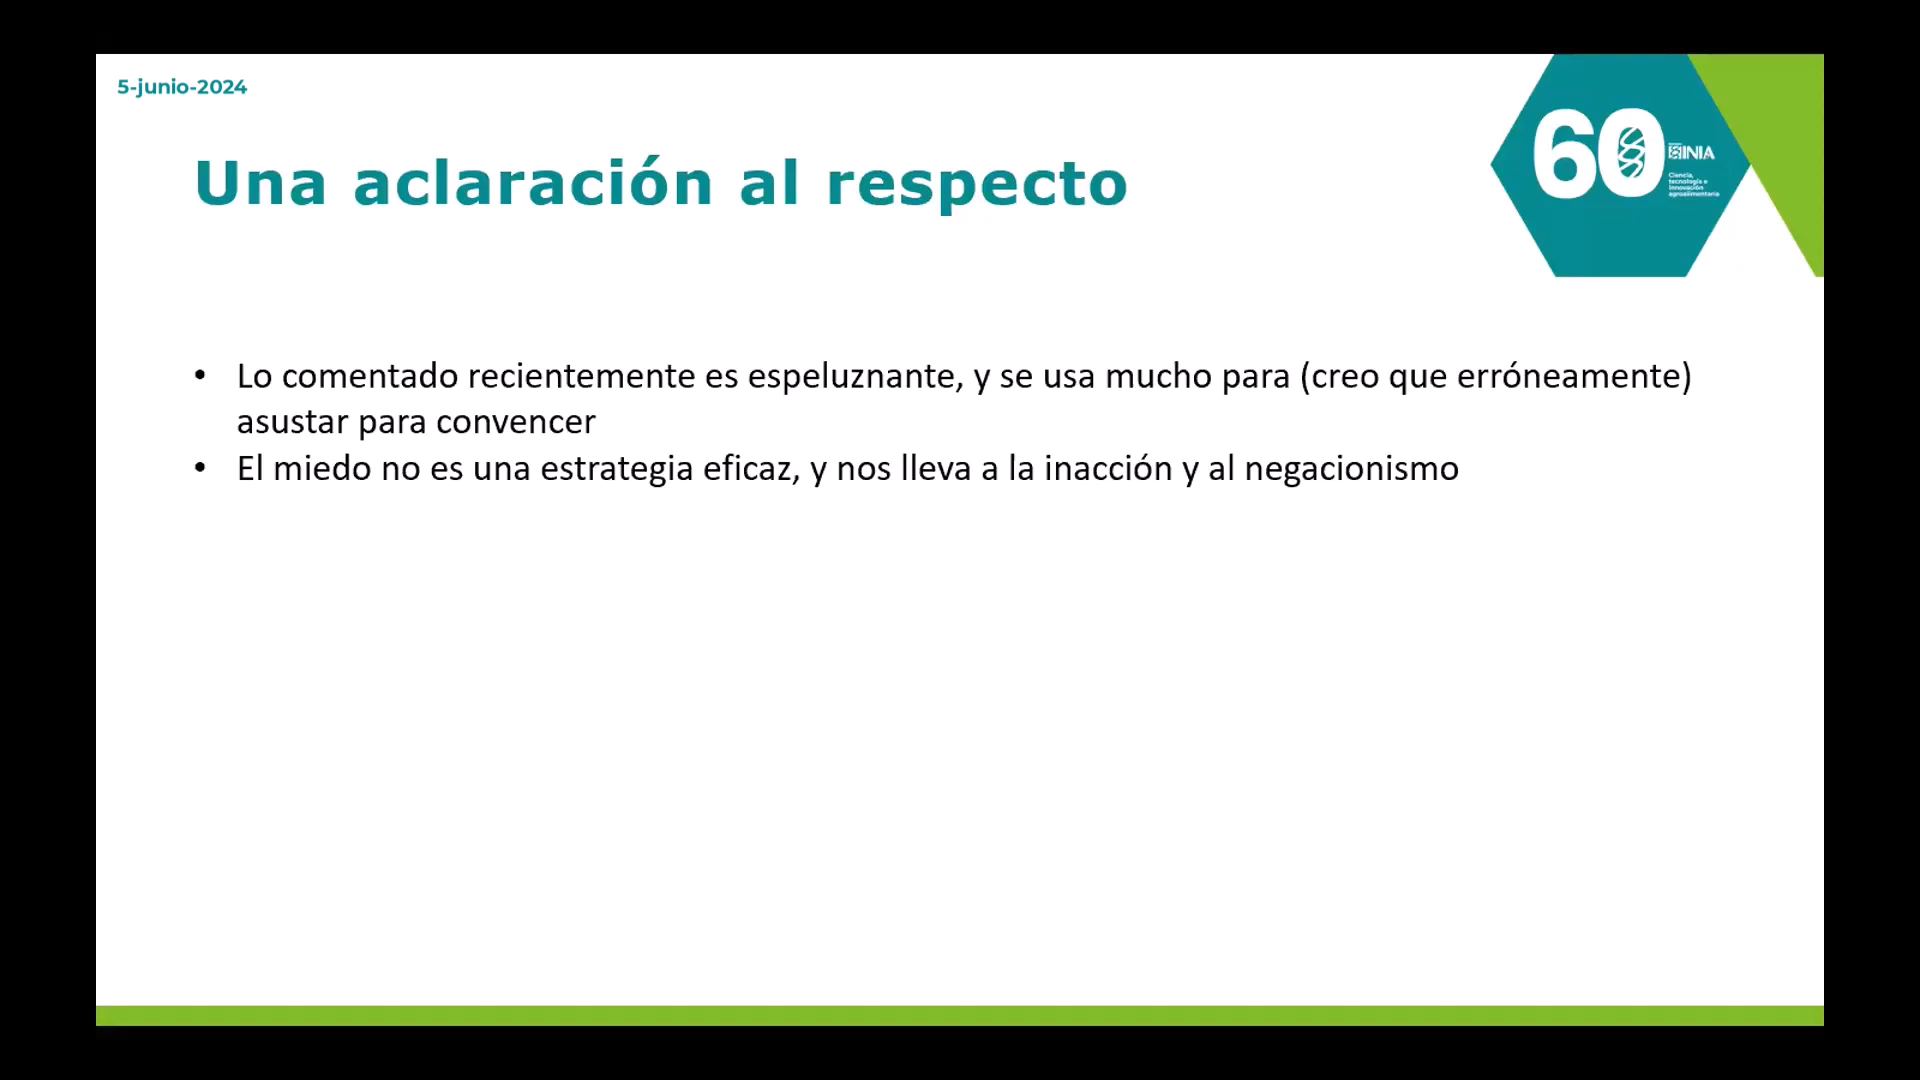 5-junio-2024
Una aclaración al respecto
60
INIA
Ciencia,
tecnología e
innovación
agroalimentaria
• Lo comentado recientemente es espeluznante, y se usa mucho para (creo que erróneamente)
asustar para convencer
• El miedo no es una estrategia eficaz, y nos lleva a la inacción y al negacionismo